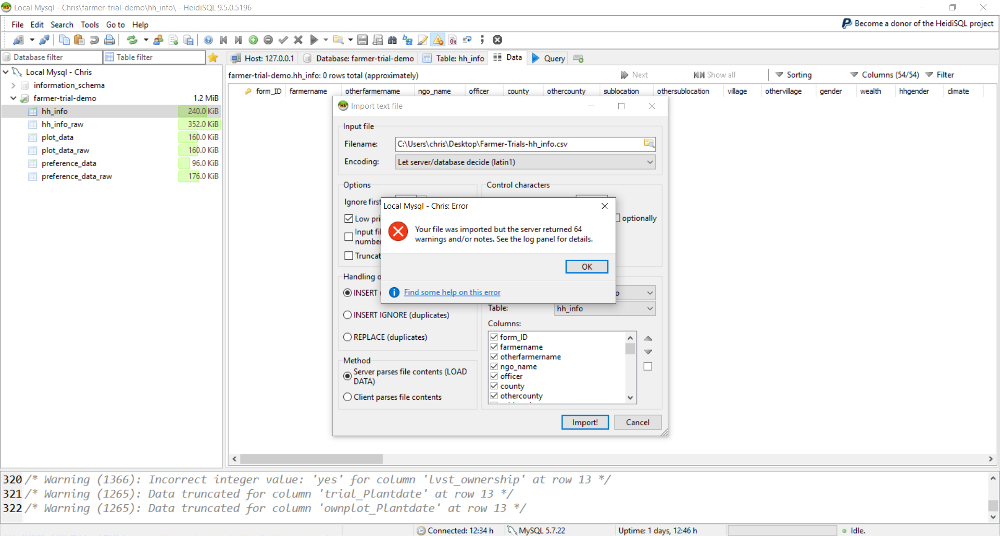 Local Mysql - Chris\farmer-trial-demo\hh_info\ - HeidiSQL 9.5.0.5196
File Edit Search Tools Go to Help
Become a donor of the HeidiSQL project
Database filter
Table filter
Host: 127.0.0.1
Database: farmer-trial-demo
Table: hh_info
Data
Query
Local Mysql - Chris
information_schema
farmer-trial-demo 1.2 MiB
hh_info 240.0 KiB
hh_info_raw 352.0 KiB
plot_data 160.0 KiB
plot_data_raw 160.0 KiB
preference_data 96.0 KiB
preference_data_raw 176.0 KiB
farmer-trial-demo.hh_info: 0 rows total (approximately)
Next Show all Sorting Columns (54/54) Filter
form_ID farmername otherfarmername ngo_name officer county othercounty sublocation othersublocation village othervillage gender wealth hhgender climate
Import text file
Input file
Filename: C:\Users\chris\Desktop\Farmer-Trials-hh_info.csv
Encoding: Let server/database decide (latin1)
Options
Control characters
Ignore first
Low pri
optionally
Input fi
number
Truncat
Local Mysql - Chris: Error
Your file was imported but the server returned 64
warnings and/or notes. See the log panel for details.
OK
Find some help on this error
Handling o
INSERT
INSERT IGNORE (duplicates)
REPLACE (duplicates)
Method
Server parses file contents (LOAD
DATA)
Client parses file contents
Table: hh_info
Columns:
form_ID
farmername
otherfarmername
ngo_name
officer
county
othercounty
Import! Cancel
320 /* Warning (1366): Incorrect integer value: 'yes' for column 'lvst_ownership' at row 13 */
321 /* Warning (1265): Data truncated for column 'trial_Plantdate' at row 13 */
322 /* Warning (1265): Data truncated for column 'ownplot_Plantdate' at row 13 */
Connected: 12:34 h
MySQL 5.7.22
Uptime: 1 days, 12:46 h
Idle.